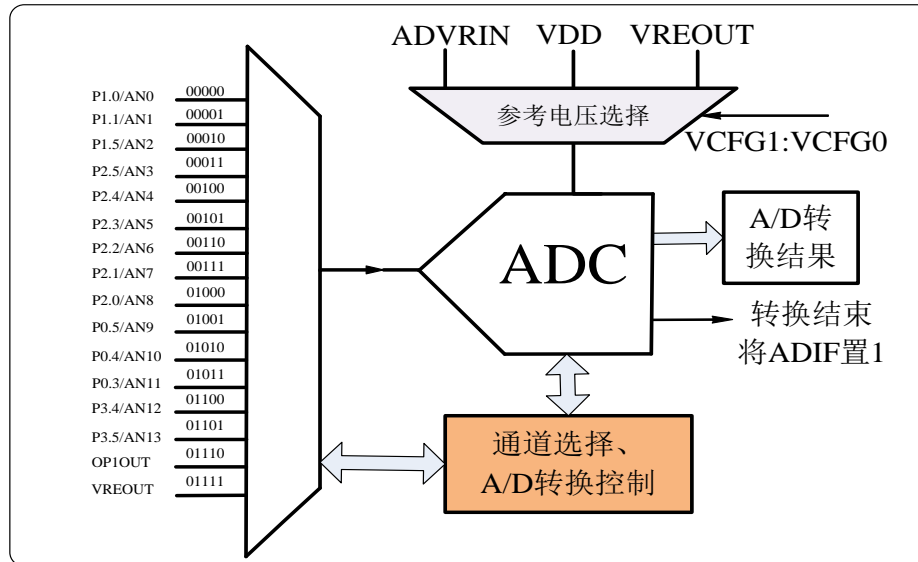 ADVRIN VDD VREOUT
参考电压选择
VCFG1:VCFG0
P1.0/AN0 00000
P1.1/AN1 00001
P1.5/AN2 00010
P2.5/AN3 00011
P2.4/AN4 00100
P2.3/AN5 00101
P2.2/AN6 00110
P2.1/AN7 00111
P2.0/AN8 01000
P0.5/AN9 01001
P0.4/AN10 01010
P0.3/AN11 01011
P3.4/AN12 01100
P3.5/AN13 01101
OP1OUT 01110
VREOUT 01111
ADC
A/D转
换结果
转换结束
将ADIF置1
通道选择、
A/D转换控制